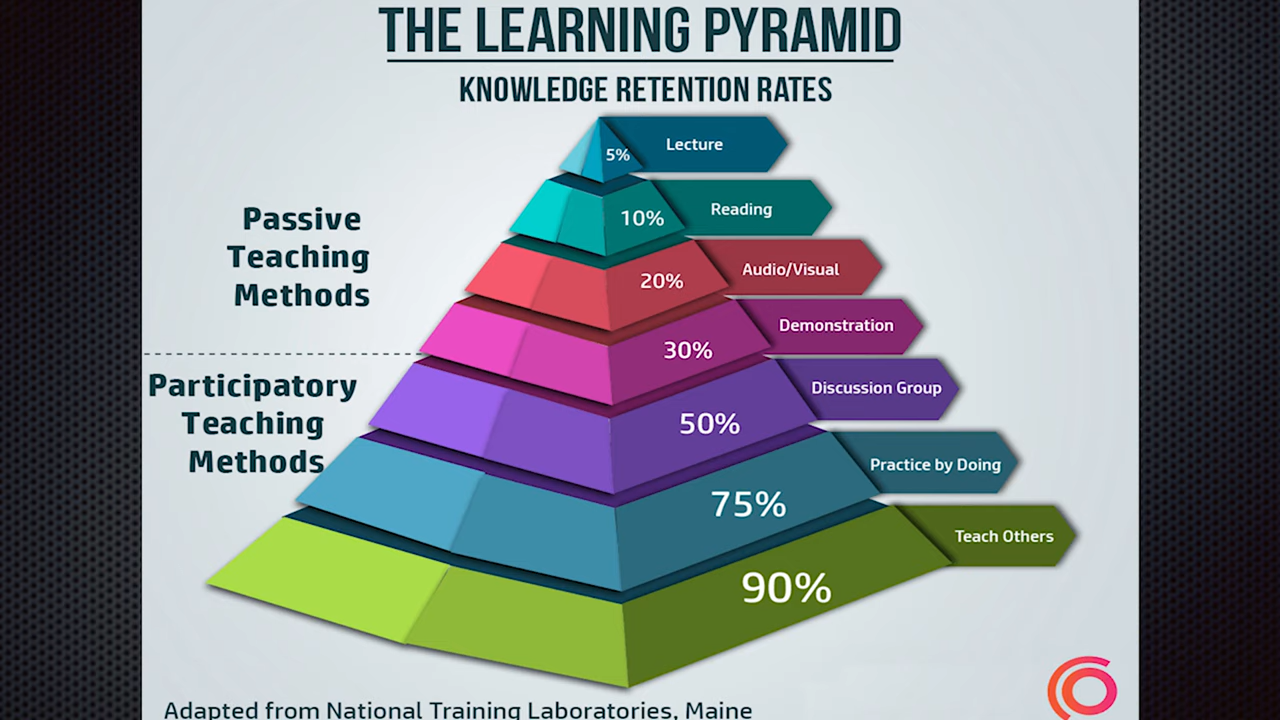 THE LEARNING PYRAMID
KNOWLEDGE RETENTION RATES
5%
Lecture
10%
Reading
20%
Audio/Visual
30%
Demonstration
Passive
Teaching
Methods
50%
Discussion Group
75%
Practice by Doing
90%
Teach Others
Participatory
Teaching
Methods
Adapted from National Training Laboratories, Maine